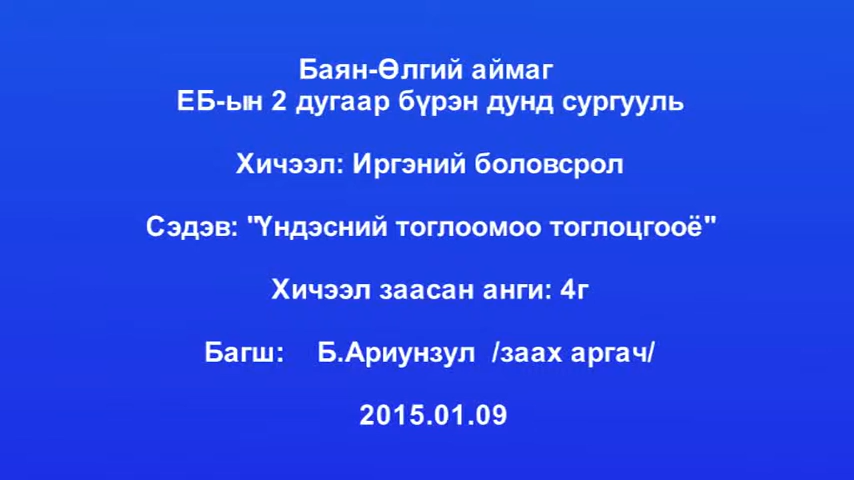 Баян-Өлгий аймаг
ЕБ-ын 2 дугаар бүрэн дунд сургууль
Хичээл: Иргэний боловсрол
Сэдэв: "Үндэсний тоглоомоо тоглоцгооё"
Хичээл заасан анги: 4г
Багш: Б.Ариунзул /заах аргач/
2015.01.09